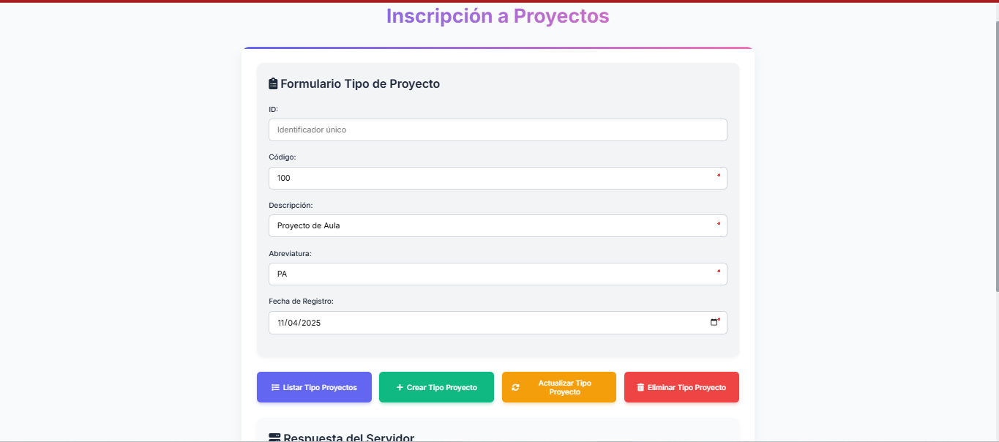 Inscripción a Proyectos
Formulario Tipo de Proyecto
ID:
Identificador único
Código:
100 *
Descripción:
Proyecto de Aula *
Abreviatura:
PA *
Fecha de Registro:
11/04/2025 *
Listar Tipo Proyectos
Crear Tipo Proyecto
Actualizar Tipo
Proyecto
Eliminar Tipo Proyecto
Respuesta del Servidor